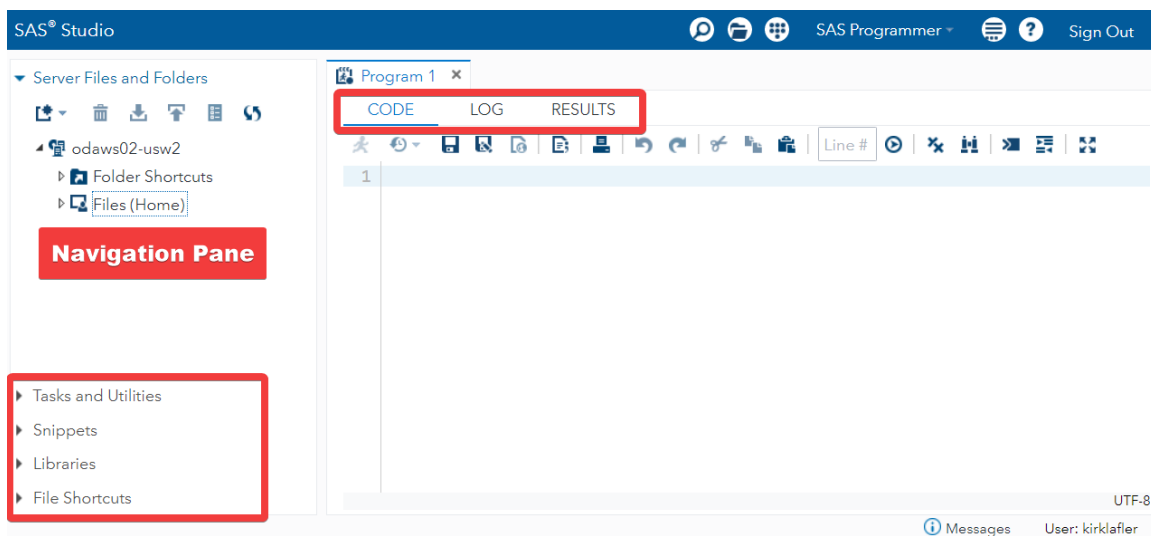 SAS® Studio
SAS Programmer
Sign Out
Server Files and Folders
odaws02-usw2
Folder Shortcuts
Files (Home)
Navigation Pane
Tasks and Utilities
Snippets
Libraries
File Shortcuts
Program 1
CODE LOG RESULTS
Line #
1
UTF-8
Messages
User: kirklafler